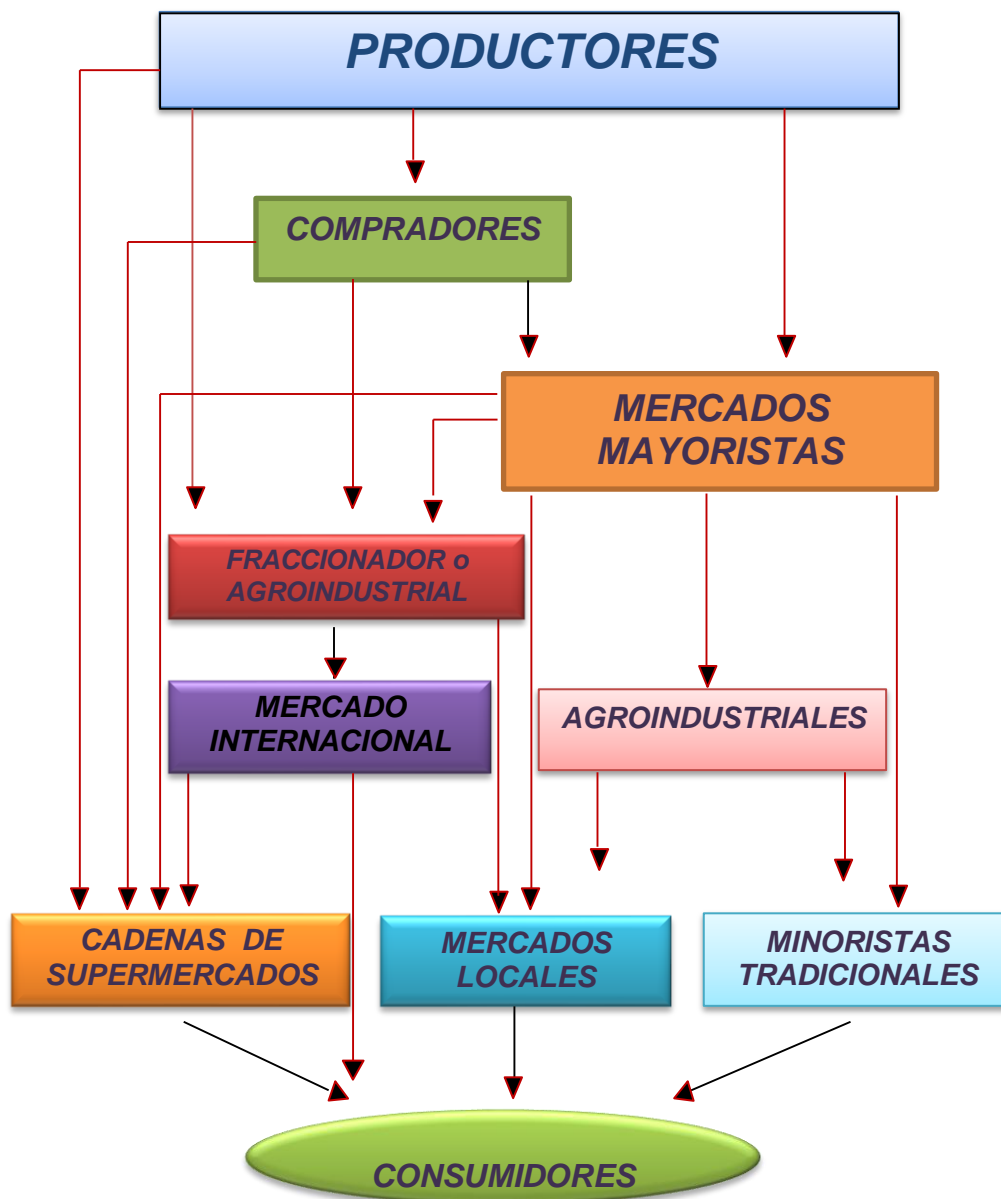 PRODUCTORES
COMPRADORES
MERCADOS
MAYORISTAS
FRACCIONADOR o
AGROINDUSTRIAL
MERCADO
INTERNACIONAL
AGROINDUSTRIALES
CADENAS DE
SUPERMERCADOS
MERCADOS
LOCALES
MINORISTAS
TRADICIONALES
CONSUMIDORES